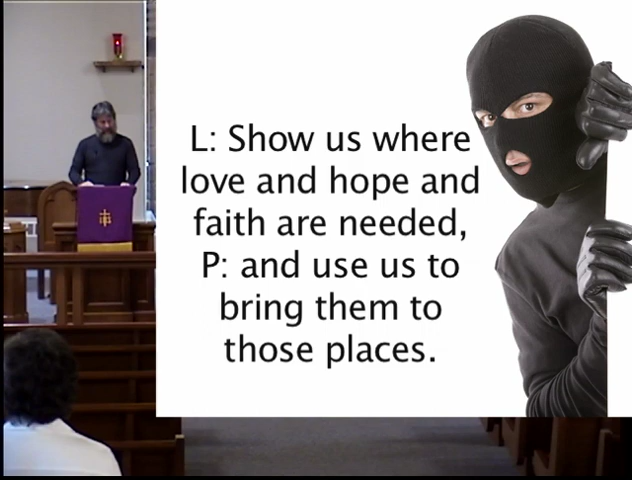 L: Show us where
love and hope and
faith are needed,
P: and use us to
bring them to
those places.